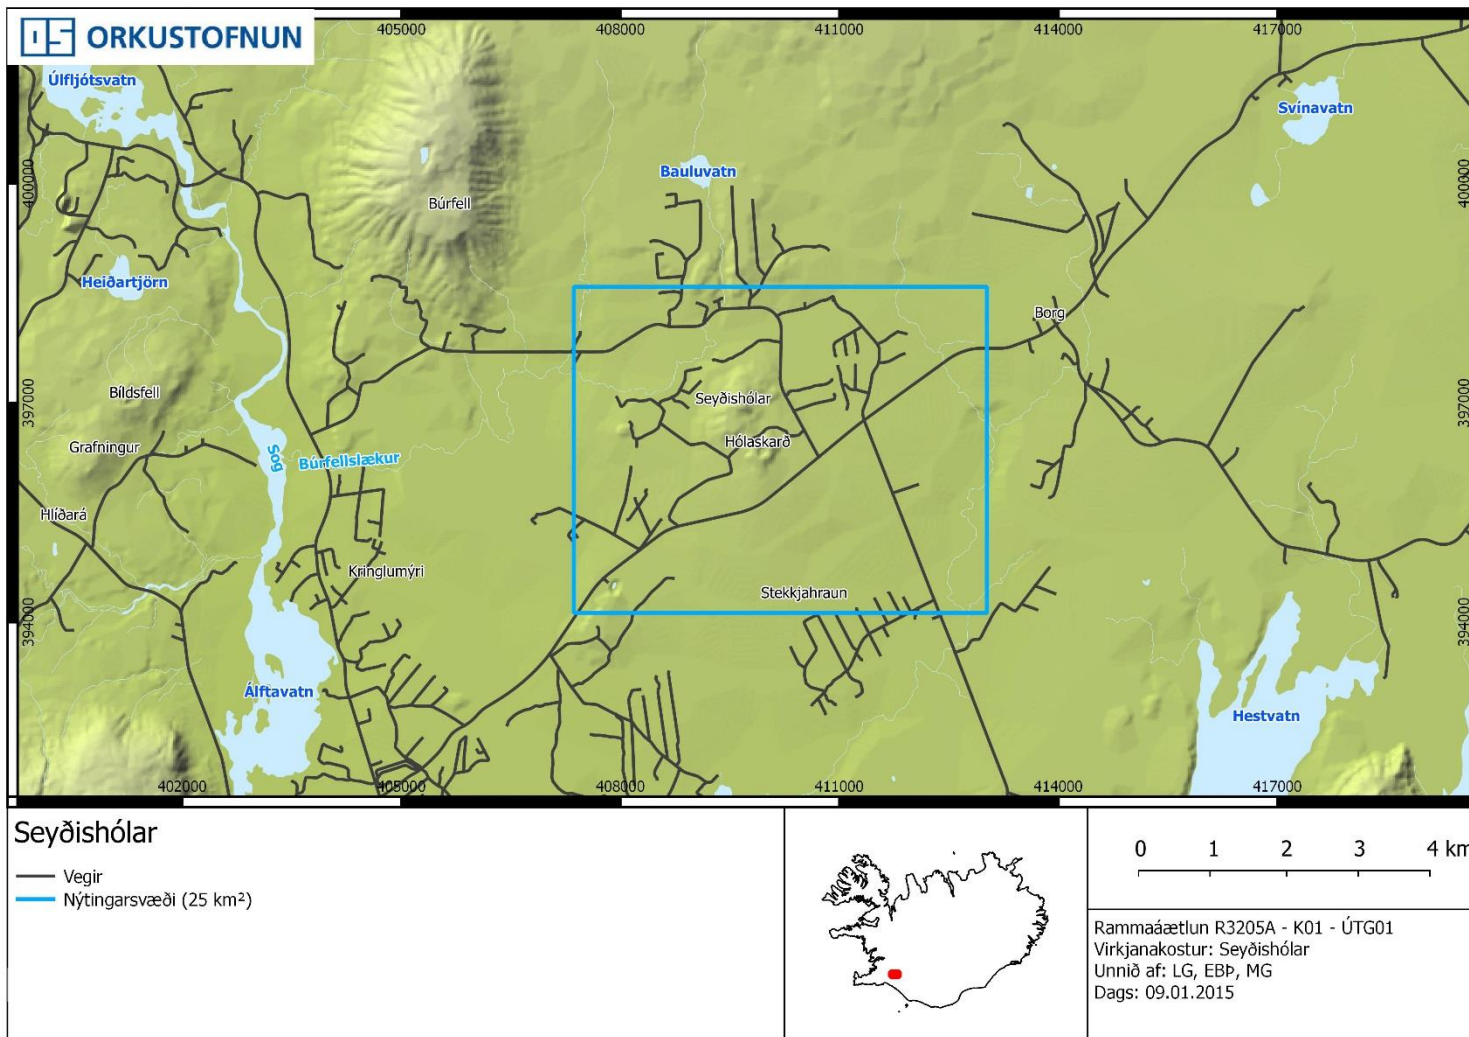 OS ORKUSTOFNUN
405000
408000
411000
414000
417000
Úlfljótsvatn
Svínavatn
Bauluvatn
400000
400000
Búrfell
Heiðartjörn
Borg
Bíldsfell
Seyðishólar
397000
397000
Grafningur
Hólaskarð
Sog
Búrfellslækur
Hlíðará
Kringlumýri
Stekkjahraun
394000
394000
Álftavatn
Hestvatn
402000
405000
408000
411000
414000
417000
Seyðishólar
Vegir
Nýtingarsvæði (25 km²)
0 1 2 3 4 km
Rammaáætlun R3205A - K01 - ÚTG01
Virkjanakostur: Seyðishólar
Unnið af: LG, EBÞ, MG
Dags: 09.01.2015